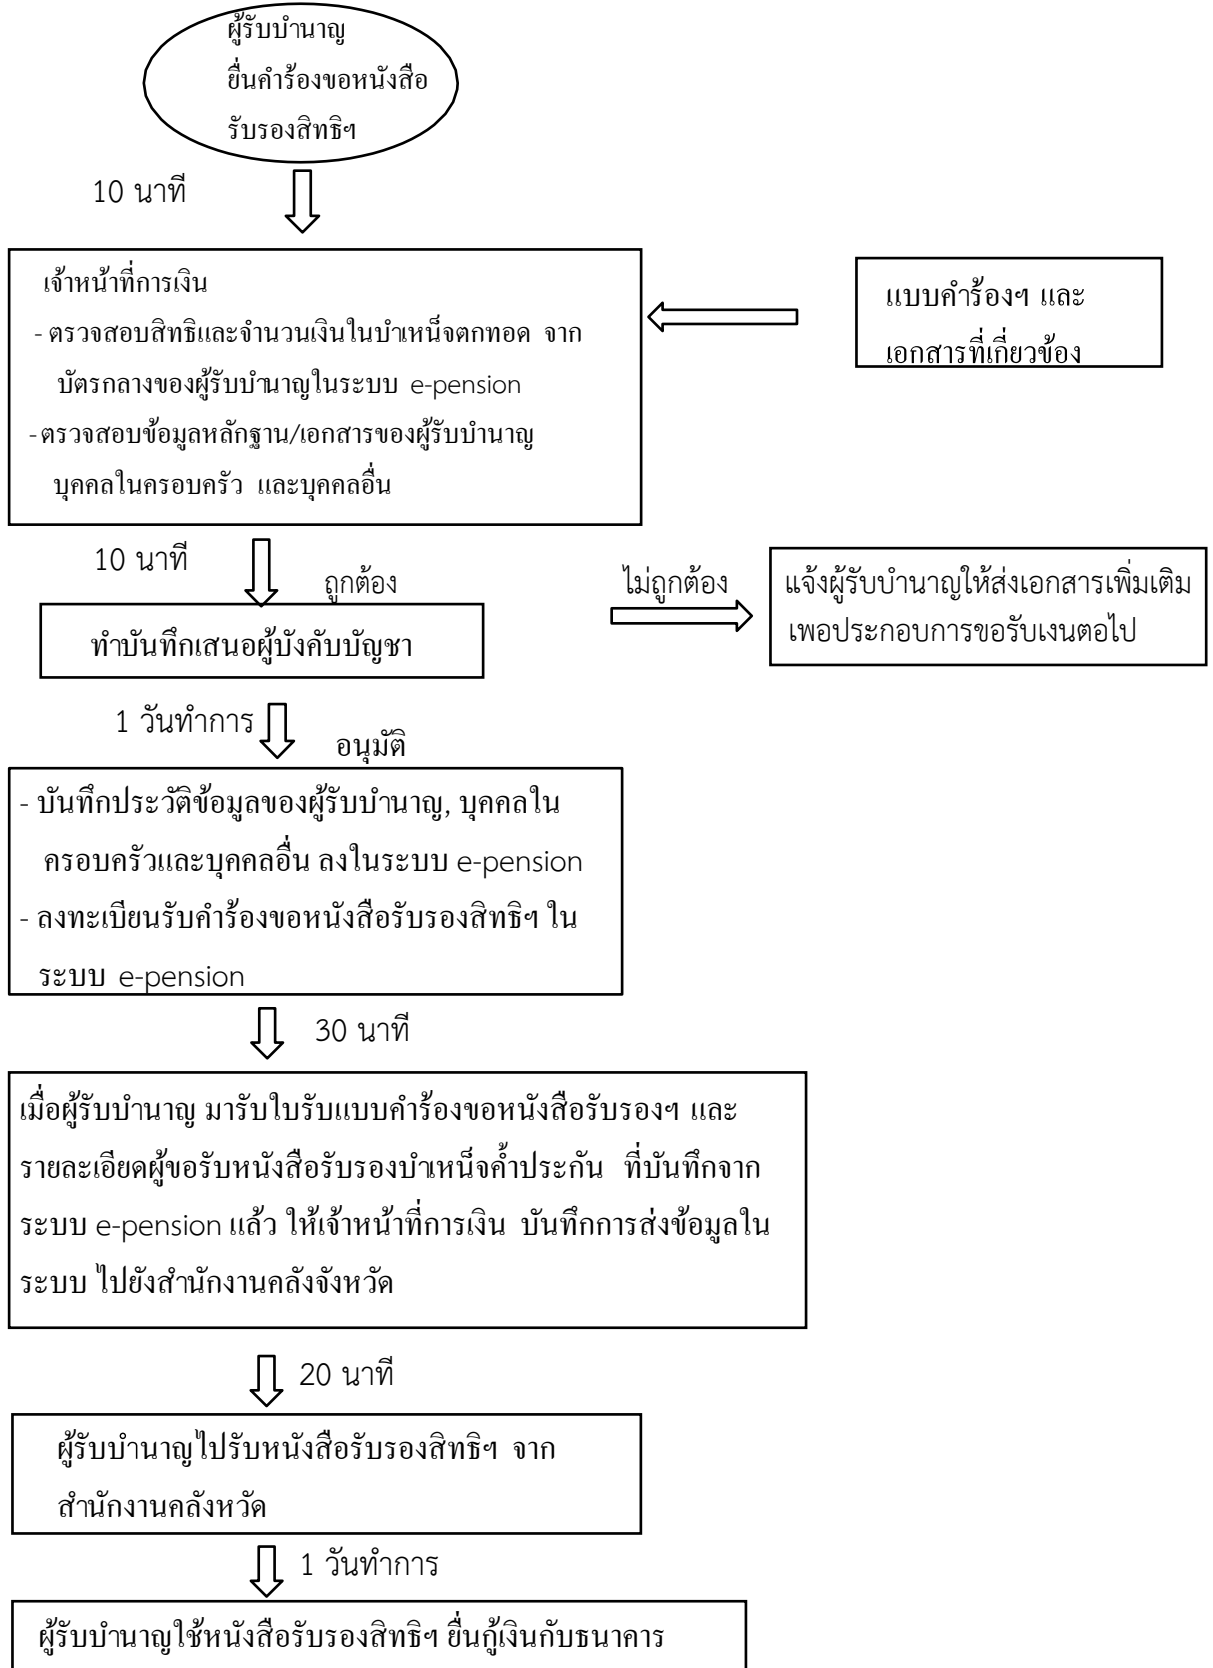 ผู้รับบำนาญ
ยื่นคำร้องขอหนังสือ
รับรองสิทธิฯ
10 นาที
เจ้าหน้าที่การเงิน
- ตรวจสอบสิทธิและจำนวนเงินในบำเหน็จตกทอด จาก
บัตรกลางของผู้รับบำนาญในระบบ e-pension
- ตรวจสอบข้อมูลหลักฐาน/เอกสารของผู้รับบำนาญ
บุคคลในครอบครัว และบุคคลอื่น
แบบคำร้องฯ และ
เอกสารที่เกี่ยวข้อง
10 นาที
ถูกต้อง
ไม่ถูกต้อง
แจ้งผู้รับบำนาญให้ส่งเอกสารเพิ่มเติม
เพอประกอบการขอรับเงนตอไป
ทำบันทึกเสนอผู้บังคับบัญชา
1 วันทำการ
อนุมัติ
- บันทึกประวัติข้อมูลของผู้รับบำนาญ, บุคคลใน
ครอบครัวและบุคคลอื่น ลงในระบบ e-pension
- ลงทะเบียนรับคำร้องขอหนังสือรับรองสิทธิฯ ใน
ระบบ e-pension
30 นาที
เมื่อผู้รับบำนาญ มารับใบรับแบบคำร้องขอหนังสือรับรองฯ และ
รายละเอียดผู้ขอรับหนังสือรับรองบำเหน็จค้ำประกัน ที่บันทึกจาก
ระบบ e-pension แล้ว ให้เจ้าหน้าที่การเงิน บันทึกการส่งข้อมูลใน
ระบบ ไปยังสำนักงานคลังจังหวัด
20 นาที
ผู้รับบำนาญไปรับหนังสือรับรองสิทธิฯ จาก
สำนักงานคลังหวัด
1 วันทำการ
ผู้รับบำนาญใช้หนังสือรับรองสิทธิฯ ยื่นกู้เงินกับธนาคาร